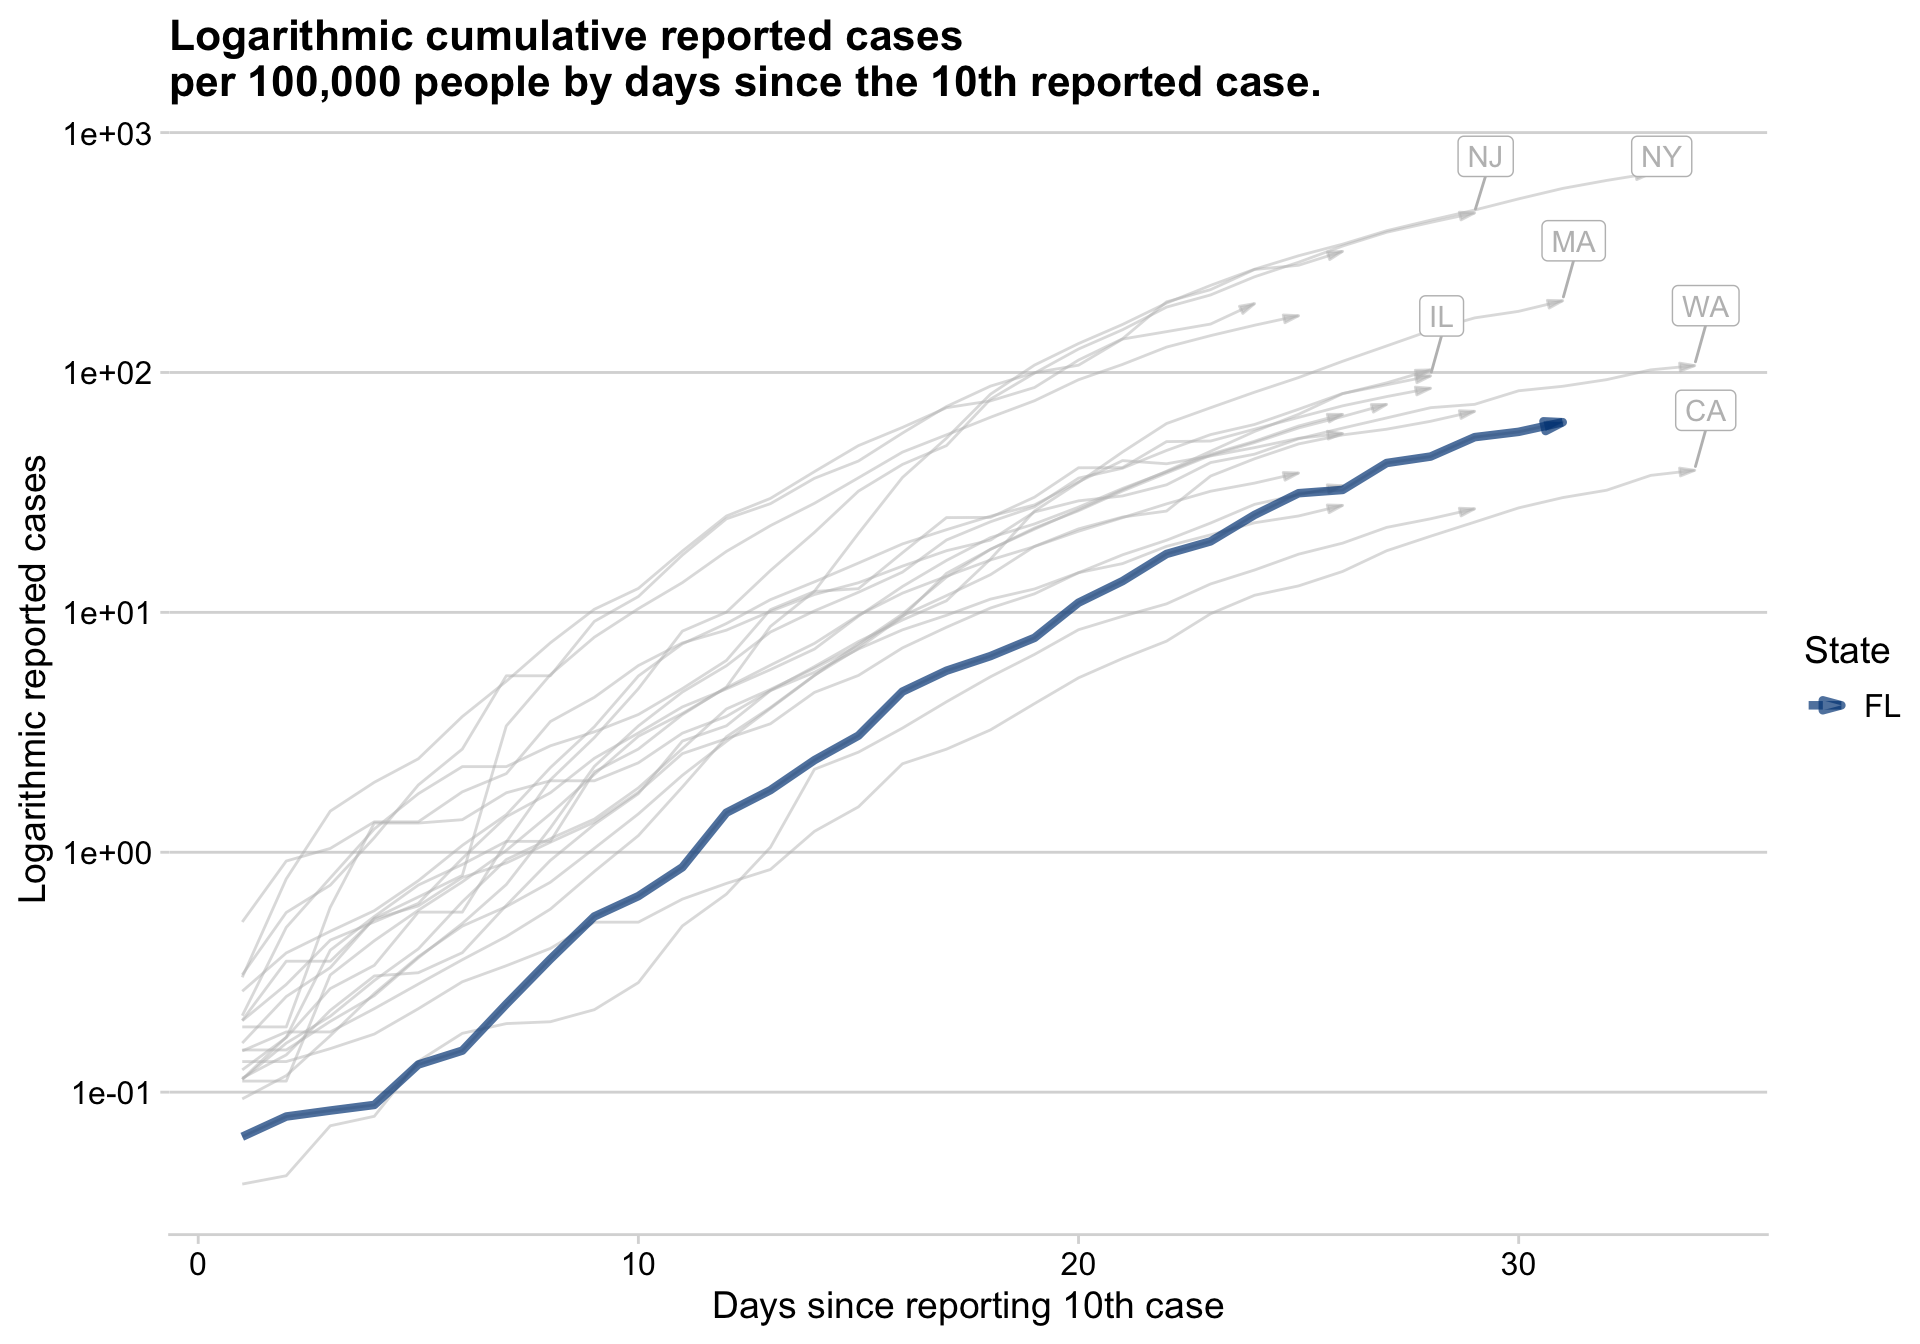 Logarithmic cumulative reported cases
per 100,000 people by days since the 10th reported case.
1e+03
1e+02
1e+01
1e+00
1e-01
Logarithmic reported cases
NJ
NY
MA
WA
IL
CA
State
FL
0
10
20
30
Days since reporting 10th case